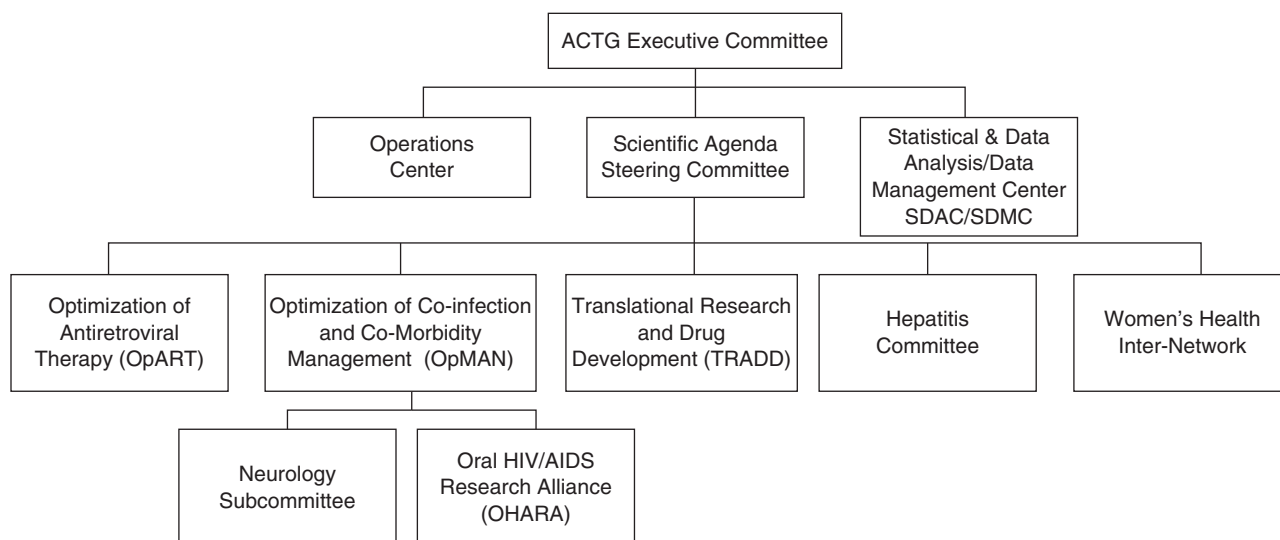 ACTG Executive Committee
Operations
Center
Scientific Agenda
Steering Committee
Statistical & Data
Analysis/Data
Management Center
SDAC/SDMC
Optimization of
Antiretroviral
Therapy (OpART)
Optimization of Co-infection
and Co-Morbidity
Management (OpMAN)
Translational Research
and Drug
Development (TRADD)
Hepatitis
Committee
Women’s Health
Inter-Network
Neurology
Subcommittee
Oral HIV/AIDS
Research Alliance
(OHARA)